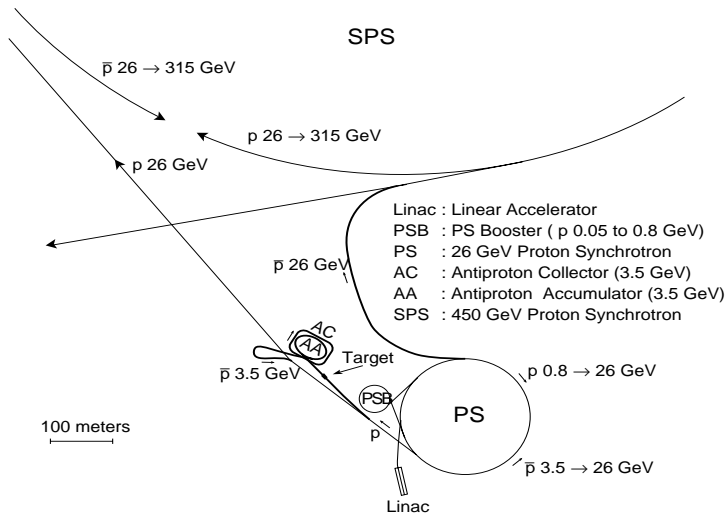 SPS
p̅ 26 → 315 GeV
p 26 → 315 GeV
p 26 GeV
Linac : Linear Accelerator
PSB : PS Booster ( p 0.05 to 0.8 GeV)
PS : 26 GeV Proton Synchrotron
AC : Antiproton Collector (3.5 GeV)
AA : Antiproton Accumulator (3.5 GeV)
SPS : 450 GeV Proton Synchrotron
p̅ 26 GeV
AC
AA
Target
p̅ 3.5 GeV
p 0.8 → 26 GeV
PSB
PS
100 meters
p
p̅ 3.5 → 26 GeV
Linac